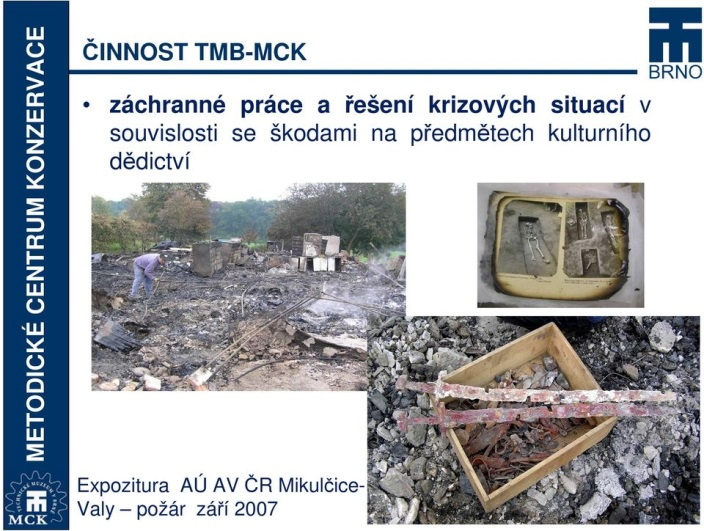 METODICKÉ CENTRUM KONZERVACE
ČINNOST TMB-MCK
BRNO
• záchranné práce a řešení krizových situací v
souvislosti se škodami na předmětech kulturního
dědictví
Expozitura AÚ AV ČR Mikulčice-
Valy – požár září 2007
MCK